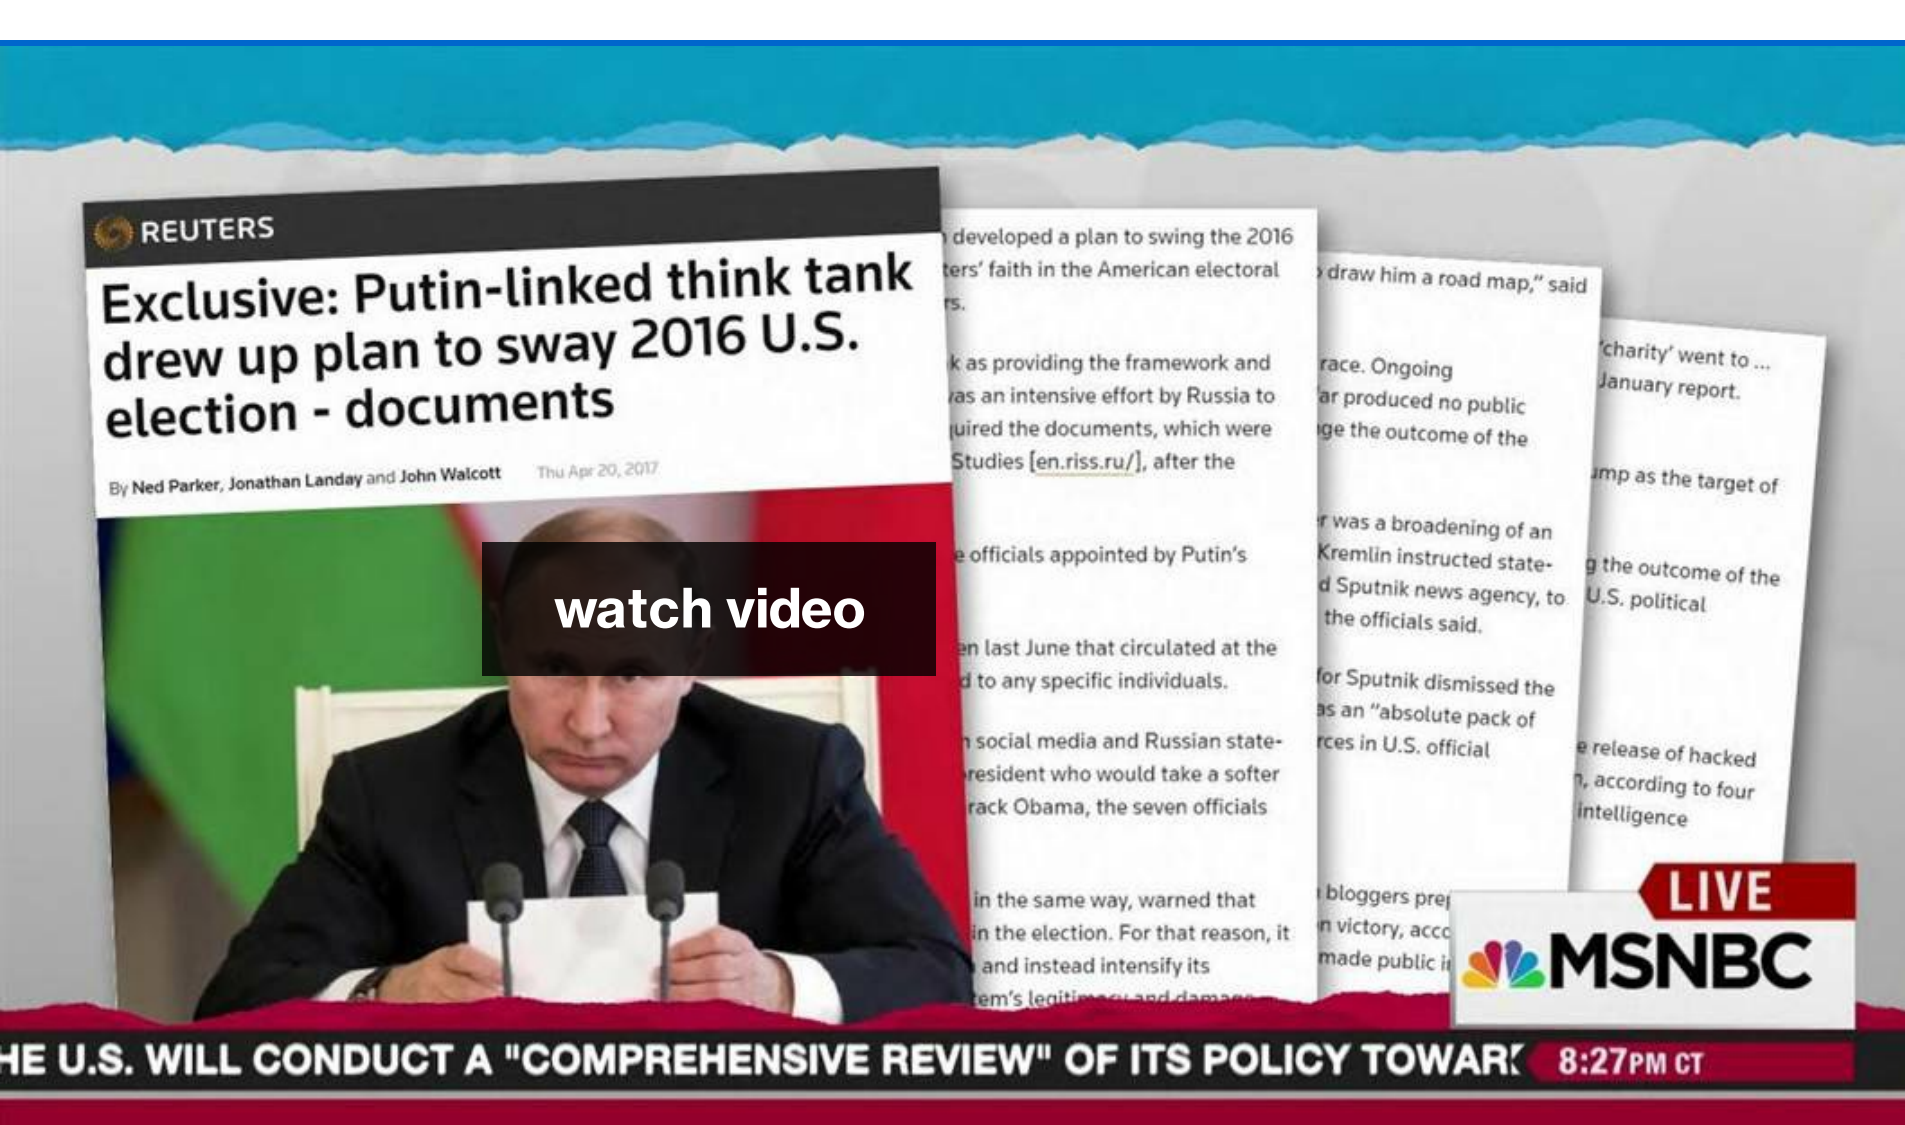 REUTERS
Exclusive: Putin-linked think tank
drew up plan to sway 2016 U.S.
election - documents
By Ned Parker, Jonathan Landay and John Walcott Thu Apr 20, 2017
watch video
developed a plan to swing the 2016
ters' faith in the American electoral
rs.
k as providing the framework and
as an intensive effort by Russia to
uired the documents, which were
Studies [en.riss.ru/], after the
e officials appointed by Putin's
en last June that circulated at the
d to any specific individuals.
social media and Russian state-
resident who would take a softer
rack Obama, the seven officials
in the same way, warned that
in the election. For that reason, it
and instead intensify its
tem's legitimacy and damage
draw him a road map," said
race. Ongoing
ar produced no public
ge the outcome of the
r was a broadening of an
Kremlin instructed state-
d Sputnik news agency, to
the officials said.
for Sputnik dismissed the
as an "absolute pack of
rces in U.S. official
bloggers prep
n victory, acco
made public i
'charity' went to ...
January report.
ump as the target of
g the outcome of the
U.S. political
e release of hacked
, according to four
intelligence
LIVE
MSNBC
HE U.S. WILL CONDUCT A "COMPREHENSIVE REVIEW" OF ITS POLICY TOWAR
8:27PM CT